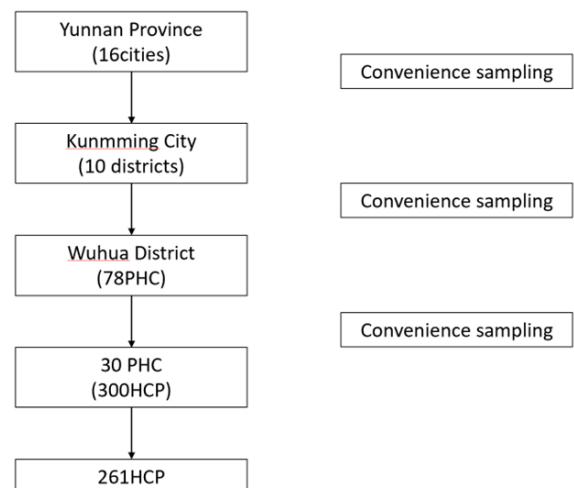 Yunnan Province
(16cities)
Convenience sampling
Kunmming City
(10 districts)
Convenience sampling
Wuhua District
(78PHC)
Convenience sampling
30 PHC
(300HCP)
261HCP